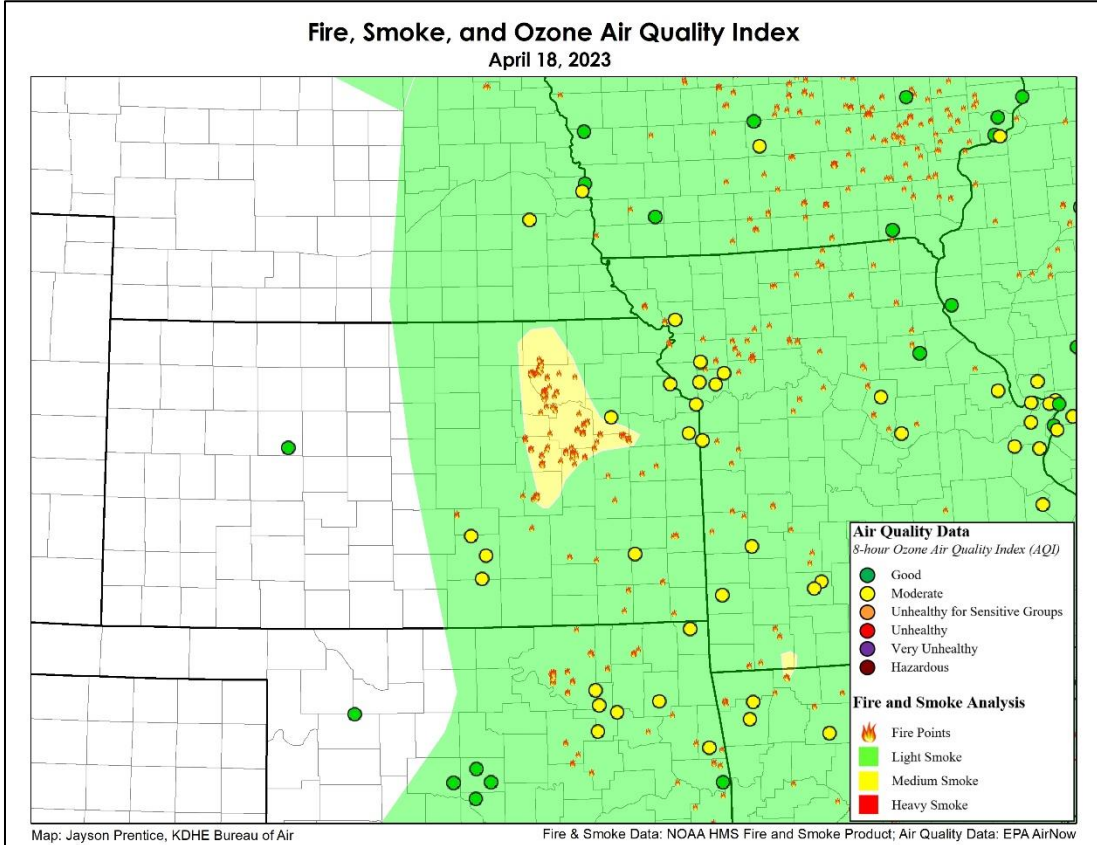 Fire, Smoke, and Ozone Air Quality Index
April 18, 2023
Air Quality Data
8-hour Ozone Air Quality Index (AQI)
Good
Moderate
Unhealthy for Sensitive Groups
Unhealthy
Very Unhealthy
Hazardous
Fire and Smoke Analysis
Fire Points
Light Smoke
Medium Smoke
Heavy Smoke
Map: Jayson Prentice, KDHE Bureau of Air
Fire & Smoke Data: NOAA HMS Fire and Smoke Product; Air Quality Data: EPA AirNow